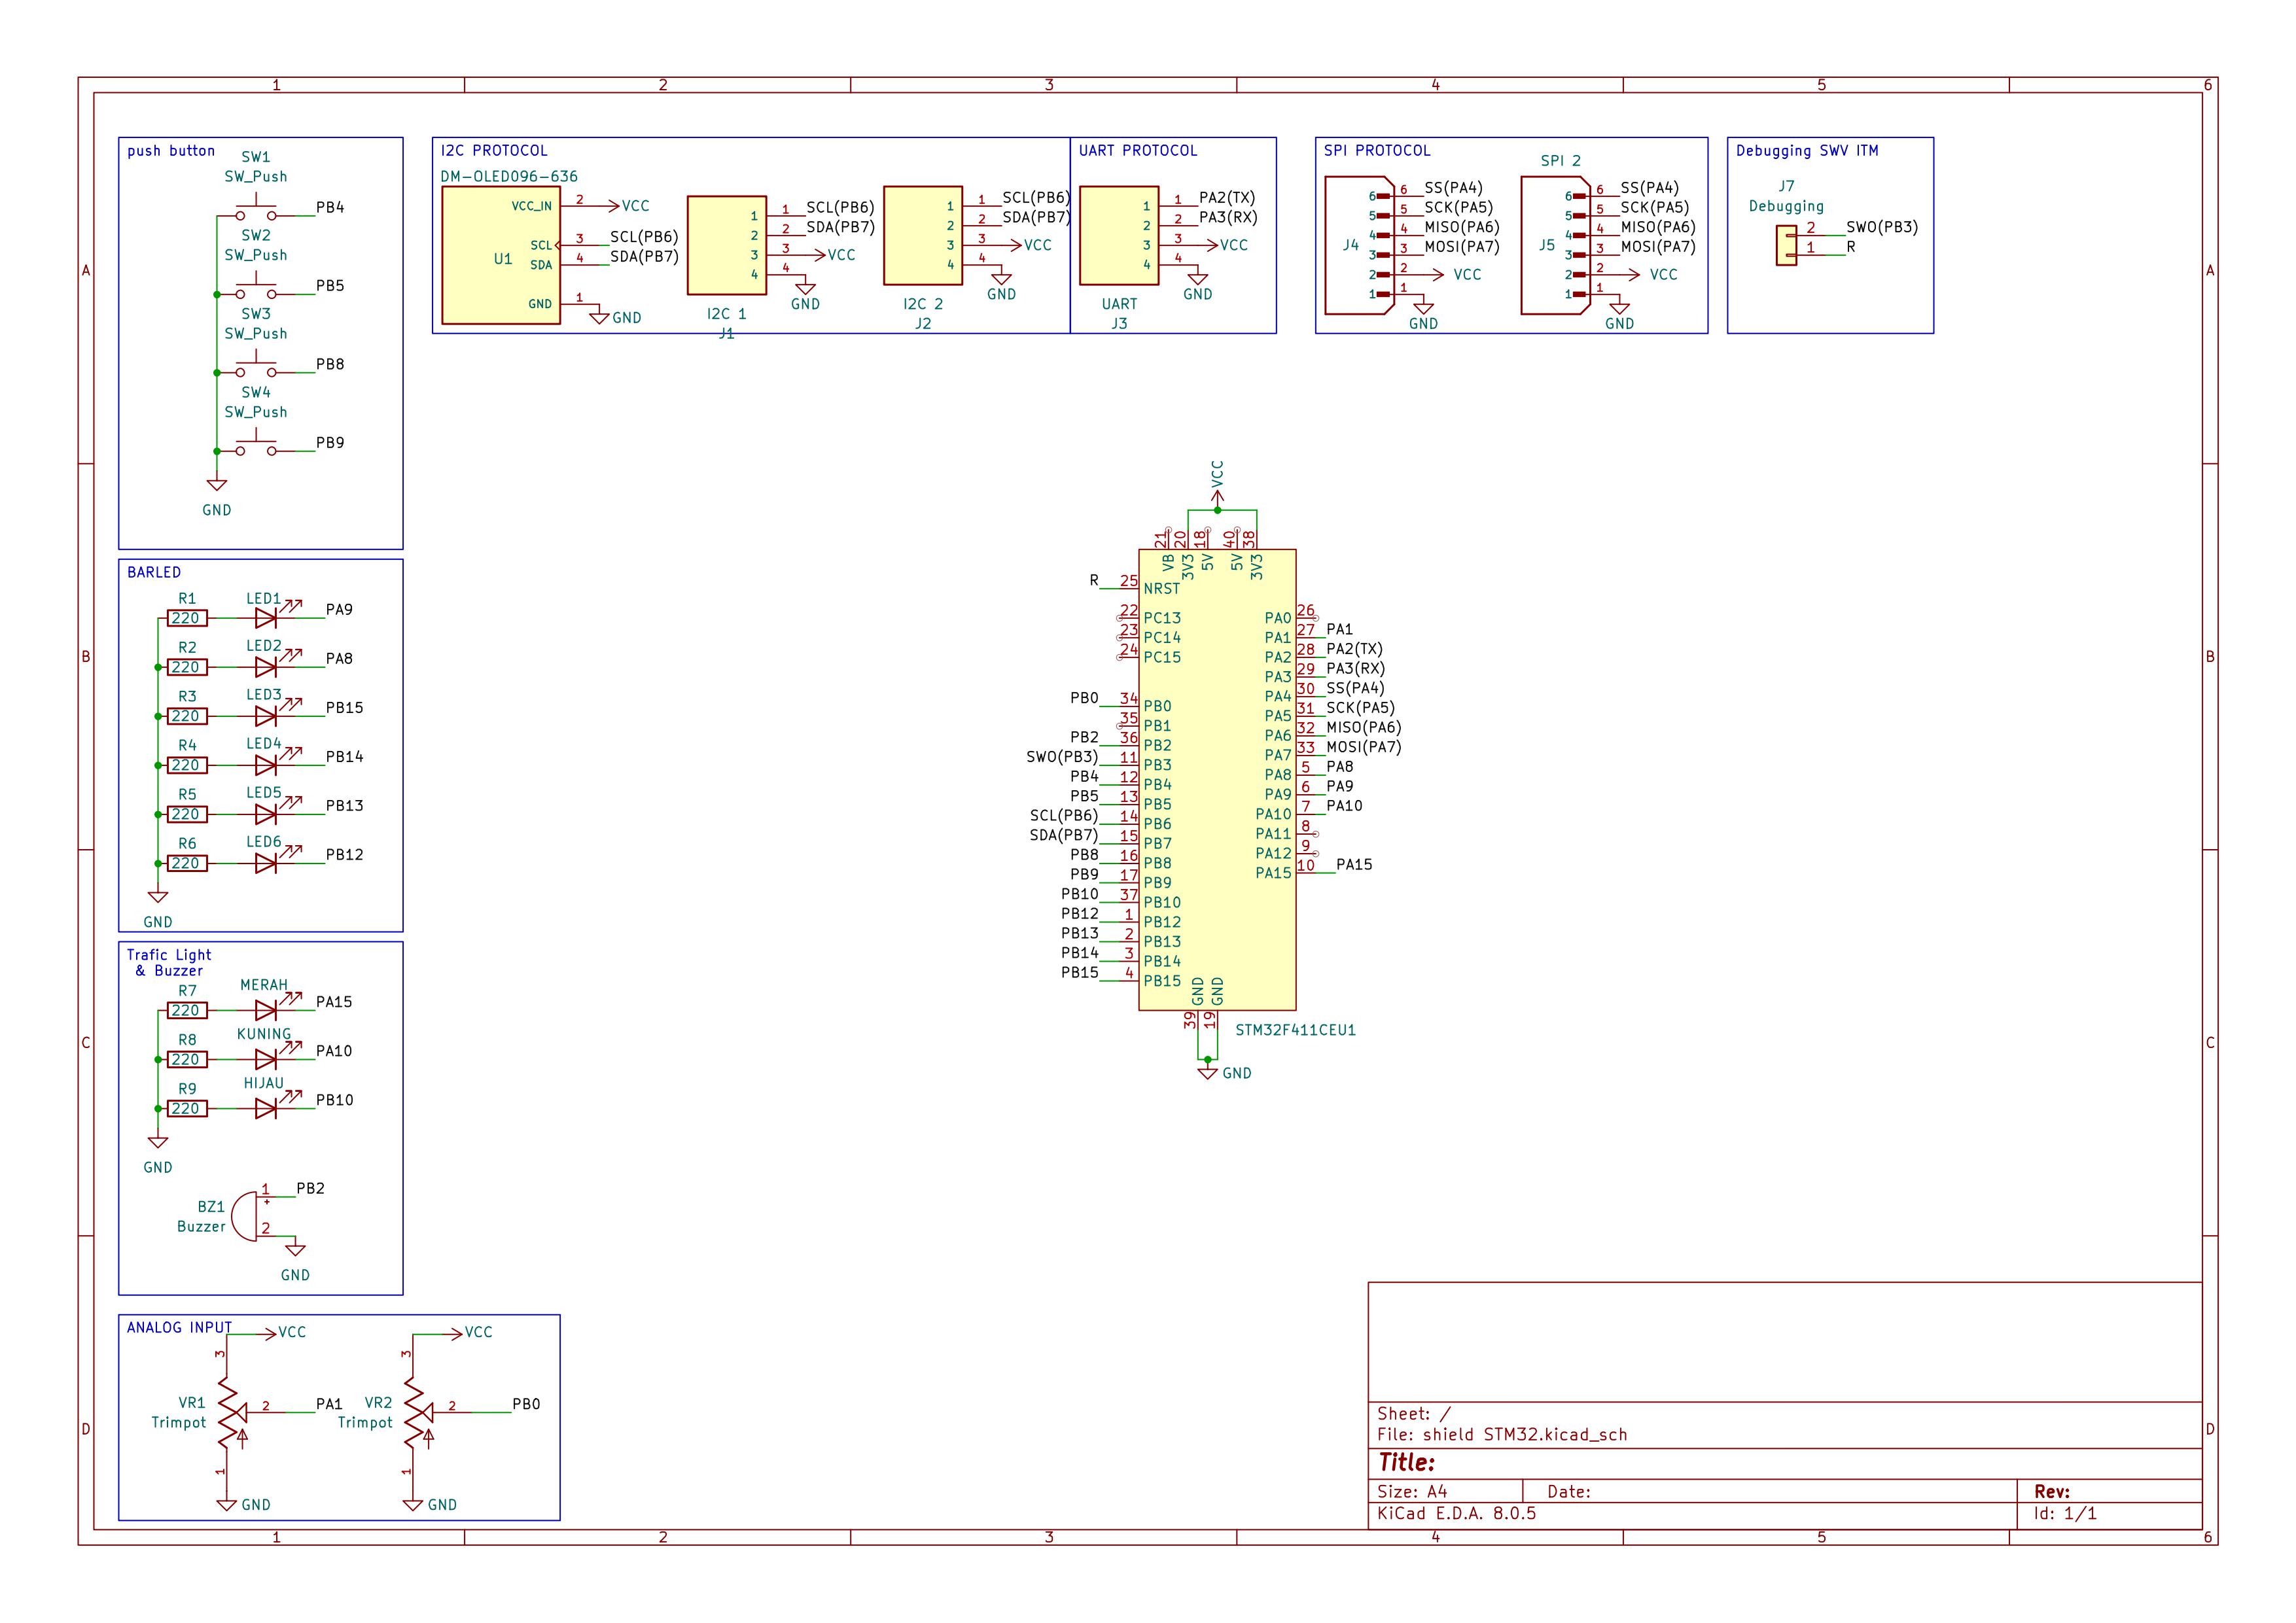 1 2 3 4 5 6
A
B
C
D
A
B
C
D
1 2 3 4 5 6
push button
SW1
SW_Push
PB4
SW2
SW_Push
PB5
SW3
SW_Push
PB8
SW4
SW_Push
PB9
GND
I2C PROTOCOL
DM-OLED096-636
U1
VCC_IN 2 VCC
SCL 3 SCL(PB6)
SDA 4 SDA(PB7)
GND 1 GND
1 1 SCL(PB6)
2 2 SDA(PB7)
3 3 VCC
4 4 GND
I2C 1
J1
1 1 SCL(PB6)
2 2 SDA(PB7)
3 3 VCC
4 4 GND
I2C 2
J2
UART PROTOCOL
1 1 PA2(TX)
2 2 PA3(RX)
3 3 VCC
4 4 GND
UART
J3
SPI PROTOCOL
J4
6 6 SS(PA4)
5 5 SCK(PA5)
4 4 MISO(PA6)
3 3 MOSI(PA7)
2 2 VCC
1 1 GND
SPI 2
J5
6 6 SS(PA4)
5 5 SCK(PA5)
4 4 MISO(PA6)
3 3 MOSI(PA7)
2 2 VCC
1 1 GND
Debugging SWV ITM
J7
Debugging
2 SWO(PB3)
1 R
BARLED
R1 220 LED1 PA9
R2 220 LED2 PA8
R3 220 LED3 PB15
R4 220 LED4 PB14
R5 220 LED5 PB13
R6 220 LED6 PB12
GND
Trafic Light
& Buzzer
R7 220 MERAH PA15
R8 220 KUNING PA10
R9 220 HIJAU PB10
GND
BZ1
Buzzer
1 + PB2
2 -
GND
ANALOG INPUT
VCC
3
VR1
Trimpot
2 PA1
1
GND
VCC
3
VR2
Trimpot
2 PB0
1
GND
VCC
21 20 18 40 38
VB 3V3 5V 5V 3V3
R 25 NRST
22 PC13
23 PC14
24 PC15
PB0 34 PB0
35 PB1
PB2 36 PB2
SWO(PB3) 11 PB3
PB4 12 PB4
PB5 13 PB5
SCL(PB6) 14 PB6
SDA(PB7) 15 PB7
PB8 16 PB8
PB9 17 PB9
PB10 37 PB10
PB12 1 PB12
PB13 2 PB13
PB14 3 PB14
PB15 4 PB15
PA0 26
PA1 27 PA1
PA2 28 PA2(TX)
PA3 29 PA3(RX)
PA4 30 SS(PA4)
PA5 31 SCK(PA5)
PA6 32 MISO(PA6)
PA7 33 MOSI(PA7)
PA8 5 PA8
PA9 6 PA9
PA10 7 PA10
PA11 8
PA12 9
PA15 10 PA15
GND GND
39 19
STM32F411CEU1
GND
Sheet: /
File: shield STM32.kicad_sch
Title:
Size: A4 Date: Rev:
KiCad E.D.A. 8.0.5 Id: 1/1